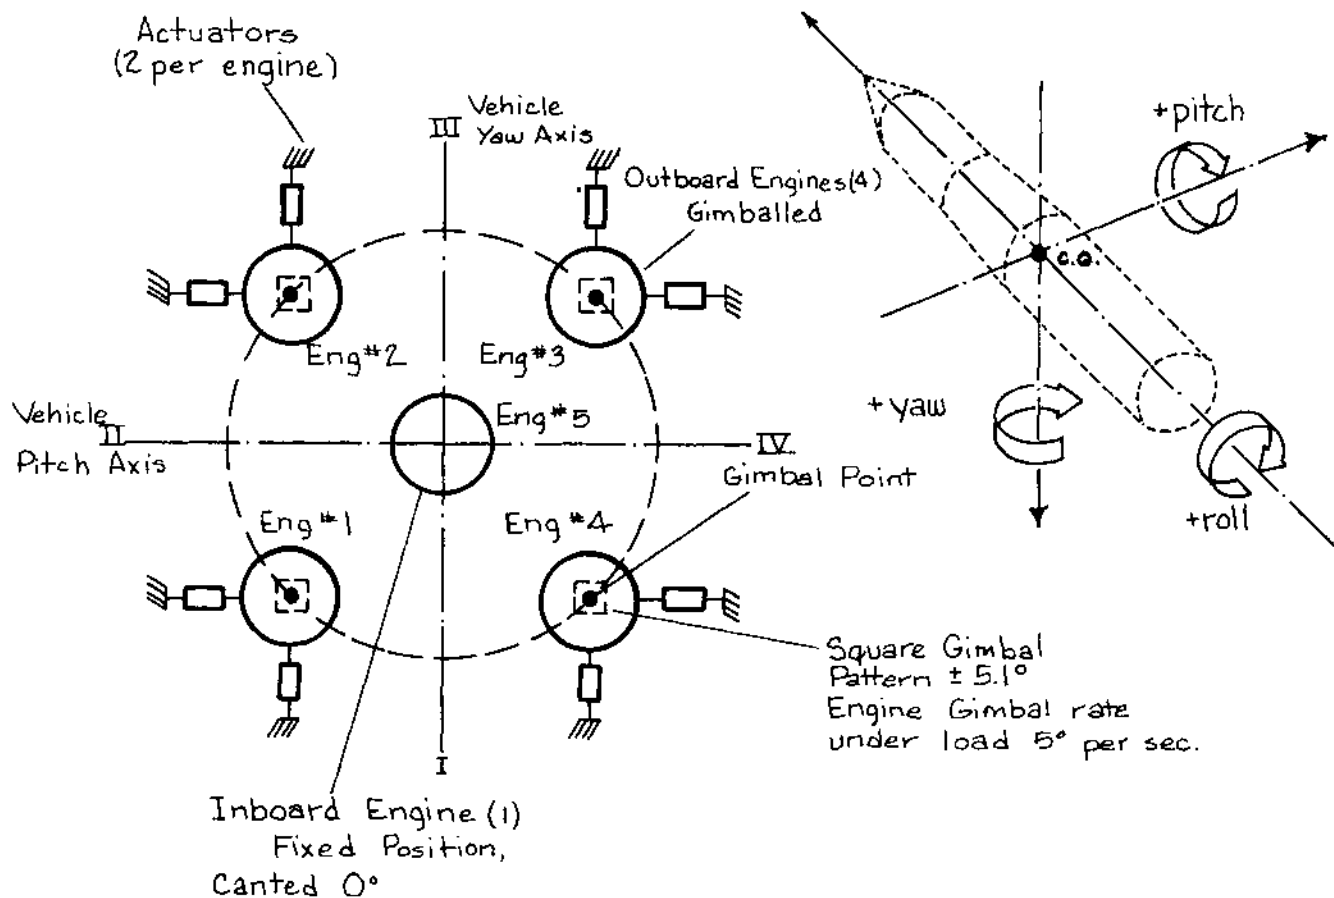 Actuators
(2 per engine)
III
Vehicle
Yaw Axis
Outboard Engines(4)
Gimballed
Eng #2
Eng #3
Eng #5
Vehicle
II
Pitch Axis
IV
Gimbal Point
Eng #1
Eng #4
I
Inboard Engine (1)
Fixed Position,
Canted 0°
Square Gimbal
Pattern ± 5.1°
Engine Gimbal rate
under load 5° per sec.
+pitch
c.g.
+yaw
+roll